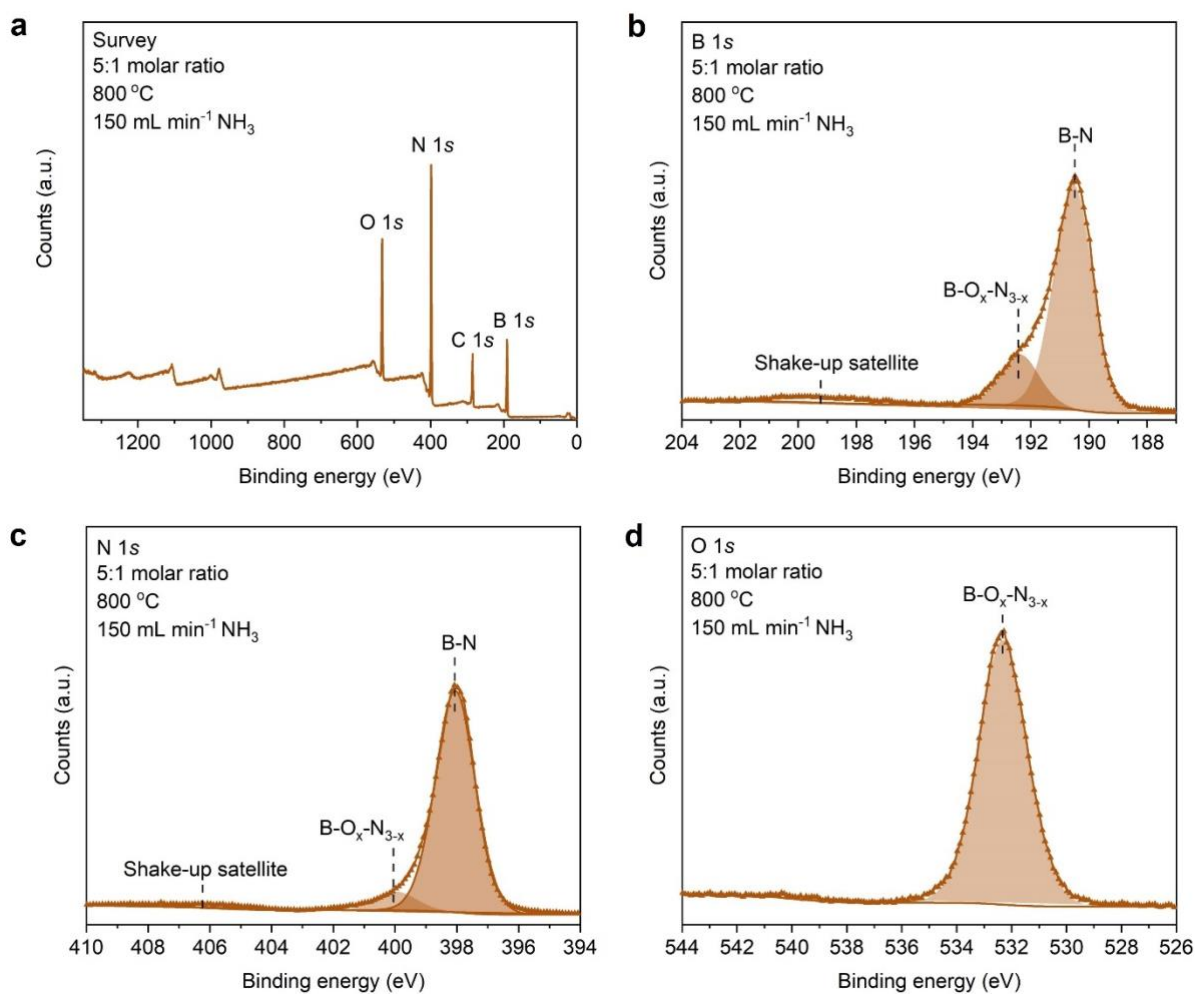 a
Survey
5:1 molar ratio
800 °C
150 mL min⁻¹ NH₃
N 1s
O 1s
C 1s
B 1s
Counts (a.u.)
1200 1000 800 600 400 200 0
Binding energy (eV)
b
B 1s
5:1 molar ratio
800 °C
150 mL min⁻¹ NH₃
B-N
B-Oₓ-N₃₋ₓ
Shake-up satellite
Counts (a.u.)
204 202 200 198 196 194 192 190 188
Binding energy (eV)
c
N 1s
5:1 molar ratio
800 °C
150 mL min⁻¹ NH₃
B-N
B-Oₓ-N₃₋ₓ
Shake-up satellite
Counts (a.u.)
410 408 406 404 402 400 398 396 394
Binding energy (eV)
d
O 1s
5:1 molar ratio
800 °C
150 mL min⁻¹ NH₃
B-Oₓ-N₃₋ₓ
Counts (a.u.)
544 542 540 538 536 534 532 530 528 526
Binding energy (eV)